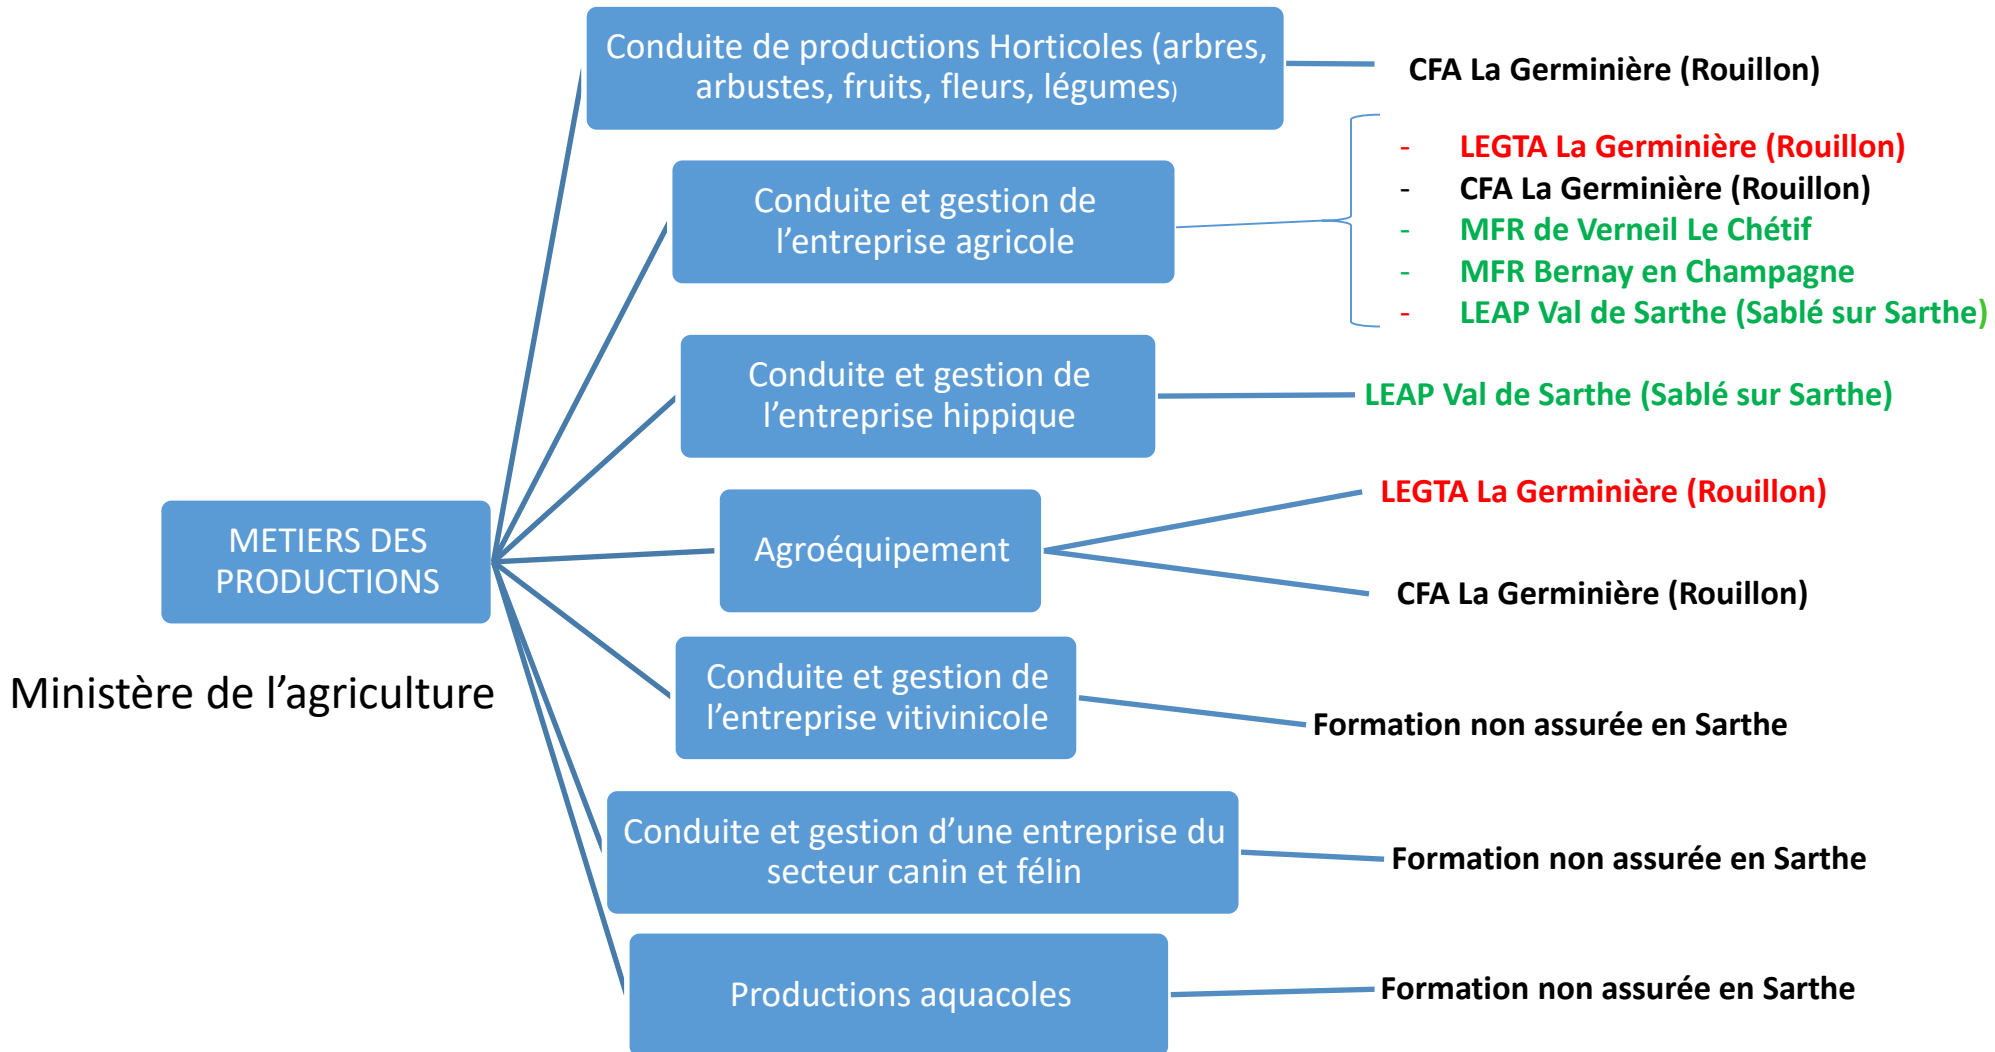 Conduite de productions Horticoles (arbres,
arbustes, fruits, fleurs, légumes)
CFA La Germinière (Rouillon)
Conduite et gestion de
l’entreprise agricole
- LEGTA La Germinière (Rouillon)
- CFA La Germinière (Rouillon)
- MFR de Verneil Le Chétif
- MFR Bernay en Champagne
- LEAP Val de Sarthe (Sablé sur Sarthe)
Conduite et gestion de
l’entreprise hippique
LEAP Val de Sarthe (Sablé sur Sarthe)
METIERS DES
PRODUCTIONS
Ministère de l’agriculture
Agroéquipement
LEGTA La Germinière (Rouillon)
CFA La Germinière (Rouillon)
Conduite et gestion de
l’entreprise vitivinicole
Formation non assurée en Sarthe
Conduite et gestion d’une entreprise du
secteur canin et félin
Formation non assurée en Sarthe
Productions aquacoles
Formation non assurée en Sarthe